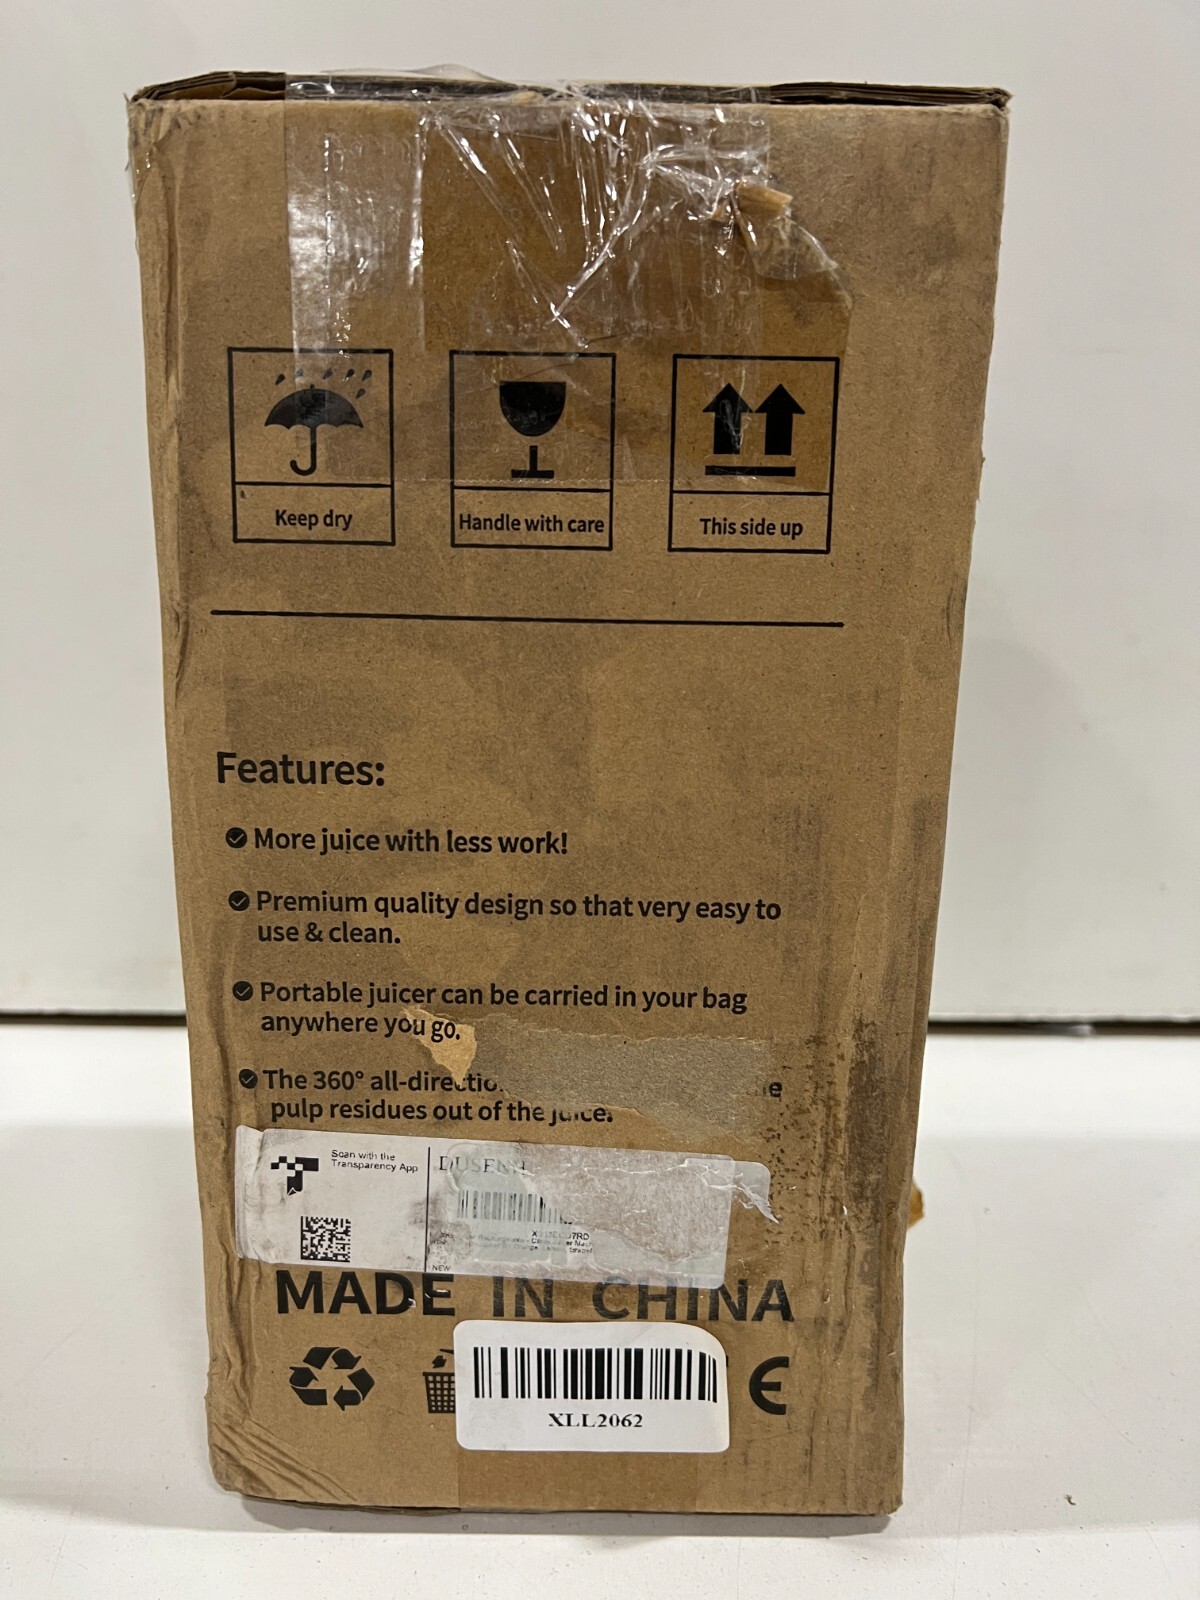 Keep dry
Handle with care
This side up
Features:
More juice with less work!
Premium quality design so that very easy to
use & clean.
Portable juicer can be carried in your bag
anywhere you go.
The 360° all-
pulp residues out of the juice.
Scan with the
Transparency App
NEW
MADE IN CHINA
XLL2062